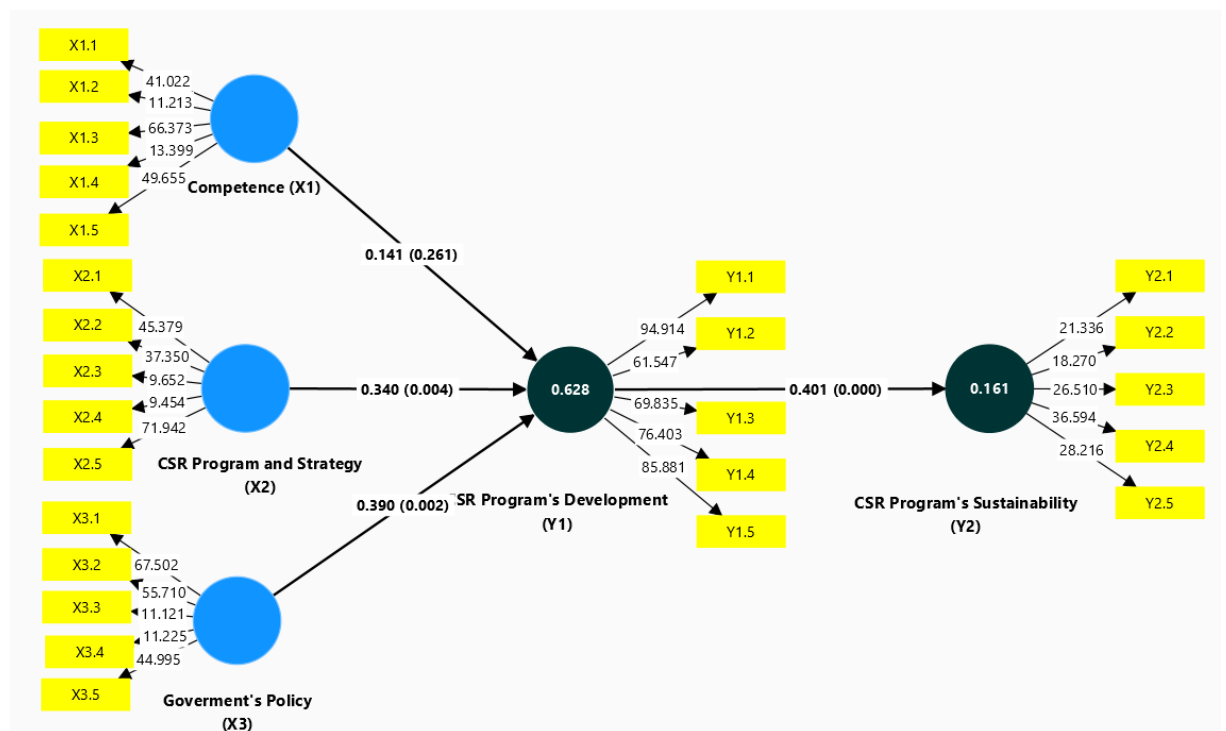 X1.1
X1.2
X1.3
X1.4
X1.5
41.022
11.213
66.373
13.399
49.655
Competence (X1)
0.141 (0.261)
X2.1
X2.2
X2.3
X2.4
X2.5
45.379
37.350
9.652
9.454
71.942
CSR Program and Strategy
(X2)
0.340 (0.004)
X3.1
X3.2
X3.3
X3.4
X3.5
67.502
55.710
11.121
11.225
44.995
Goverment's Policy
(X3)
0.390 (0.002)
0.628
SR Program's Development
(Y1)
94.914
61.547
69.835
76.403
85.881
Y1.1
Y1.2
Y1.3
Y1.4
Y1.5
0.401 (0.000)
0.161
CSR Program's Sustainability
(Y2)
21.336
18.270
26.510
36.594
28.216
Y2.1
Y2.2
Y2.3
Y2.4
Y2.5